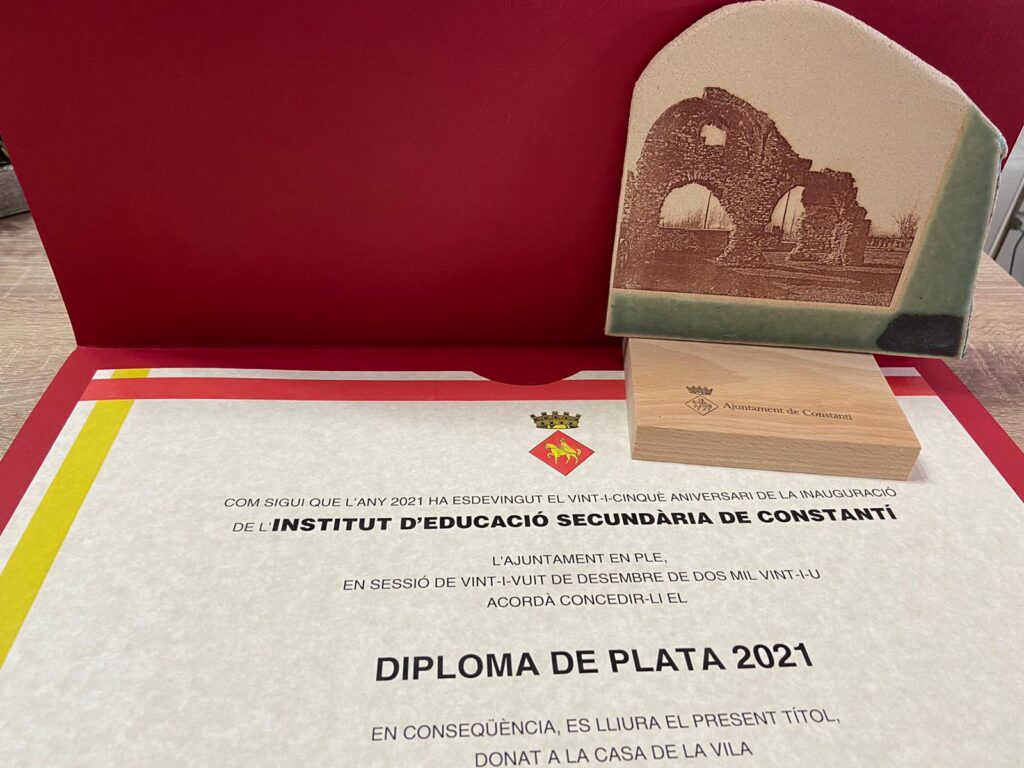 Ajuntament de Constantí
COM SIGUI QUE L'ANY 2021 HA ESDEVINGUT EL VINT-I-CINQUÈ ANIVERSARI DE LA INAUGURACIÓ
DE L'INSTITUT D'EDUCACIÓ SECUNDÀRIA DE CONSTANTÍ
L'AJUNTAMENT EN PLE,
EN SESSIÓ DE VINT-I-VUIT DE DESEMBRE DE DOS MIL VINT-I-U
ACORDÀ CONCEDIR-LI EL
DIPLOMA DE PLATA 2021
EN CONSEQÜÈNCIA, ES LLIURA EL PRESENT TÍTOL,
DONAT A LA CASA DE LA VILA